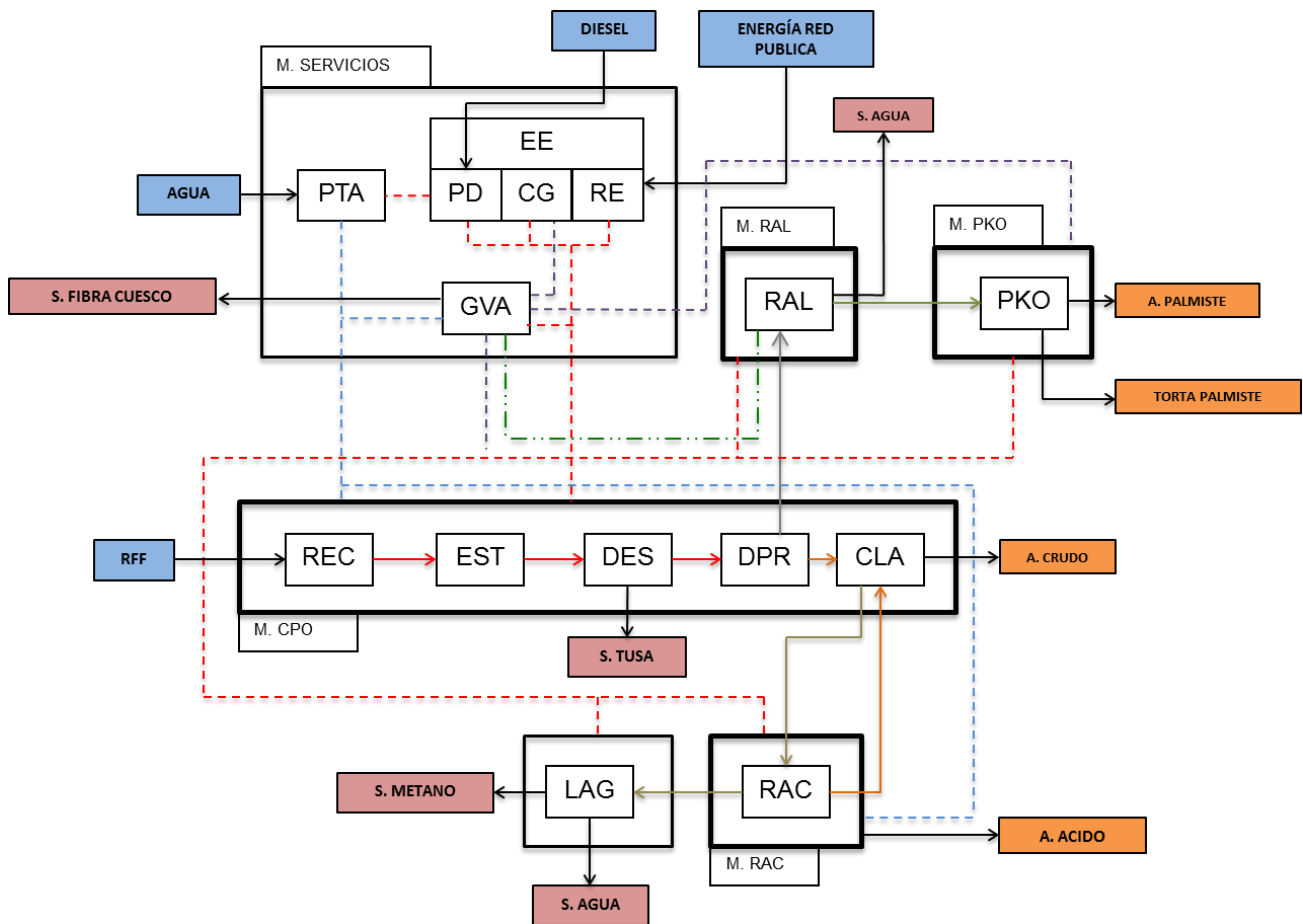 DIESEL
ENERGÍA RED
PUBLICA
M. SERVICIOS
S. AGUA
EE
AGUA
PTA
PD
CG
RE
M. RAL
M. PKO
S. FIBRA CUESCO
GVA
RAL
PKO
A. PALMISTE
TORTA PALMISTE
RFF
REC
EST
DES
DPR
CLA
A. CRUDO
M. CPO
S. TUSA
S. METANO
LAG
RAC
A. ACIDO
M. RAC
S. AGUA